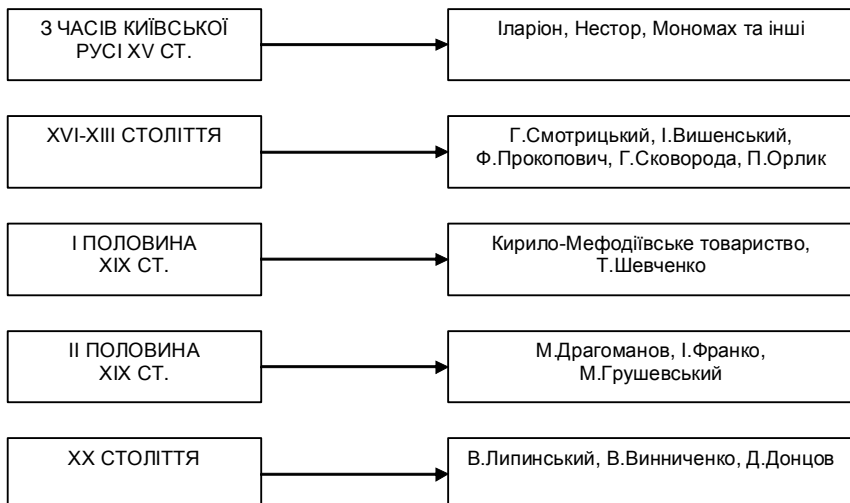 З ЧАСІВ КИЇВСЬКОЇ
РУСІ XV СТ.
Іларіон, Нестор, Мономах та інші
XVI-XIII СТОЛІТТЯ
Г.Смотрицький, І.Вишенський,
Ф.Прокопович, Г.Сковорода, П.Орлик
І ПОЛОВИНА
XIX СТ.
Кирило-Мефодіївське товариство,
Т.Шевченко
ІІ ПОЛОВИНА
XIX СТ.
М.Драгоманов, І.Франко,
М.Грушевський
XX СТОЛІТТЯ
В.Липинський, В.Винниченко, Д.Донцов